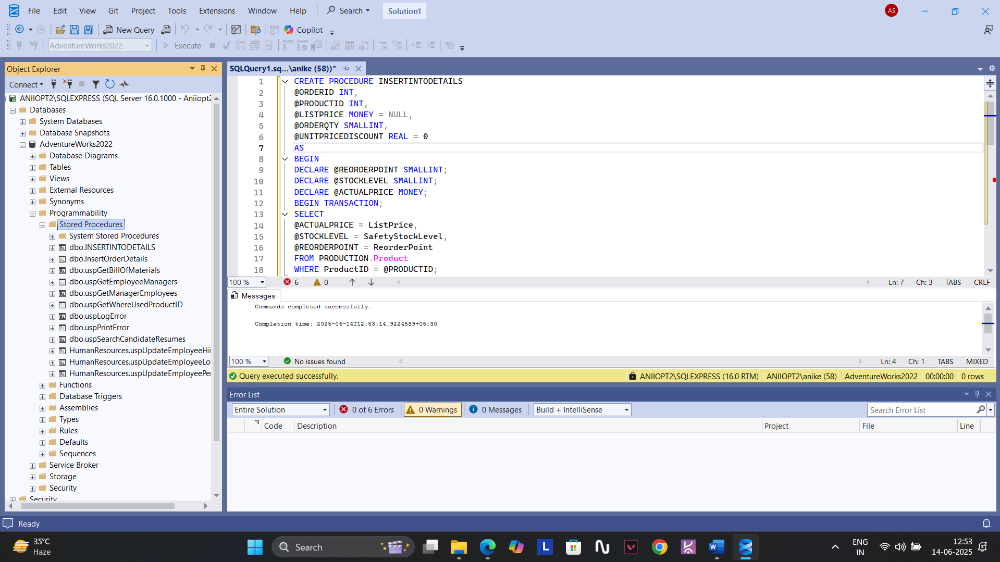 File Edit View Git Project Tools Extensions Window Help Search Solution1 AS
New Query Copilot
AdventureWorks2022 Execute
Object Explorer
Connect
ANIIOPT2\SQLEXPRESS (SQL Server 16.0.1000 - Aniiopt2
Databases
System Databases
Database Snapshots
AdventureWorks2022
Database Diagrams
Tables
Views
External Resources
Synonyms
Programmability
Stored Procedures
System Stored Procedures
dbo.INSERTINTODETAILS
dbo.InsertOrderDetails
dbo.uspGetBillOfMaterials
dbo.uspGetEmployeeManagers
dbo.uspGetManagerEmployees
dbo.uspGetWhereUsedProductID
dbo.uspLogError
dbo.uspPrintError
dbo.uspSearchCandidateResumes
HumanResources.uspUpdateEmployeeHi
HumanResources.uspUpdateEmployeeLo
HumanResources.uspUpdateEmployeePer
Functions
Database Triggers
Assemblies
Types
Rules
Defaults
Sequences
Service Broker
Storage
Security
Security
SQLQuery1.sq...\anike (58))*
1 CREATE PROCEDURE INSERTINTODETAILS
2 @ORDERID INT,
3 @PRODUCTID INT,
4 @LISTPRICE MONEY = NULL,
5 @ORDERQTY SMALLINT,
6 @UNITPRICEDISCOUNT REAL = 0
7 AS
8 BEGIN
9 DECLARE @REORDERPOINT SMALLINT;
10 DECLARE @STOCKLEVEL SMALLINT;
11 DECLARE @ACTUALPRICE MONEY;
12 BEGIN TRANSACTION;
13 SELECT
14 @ACTUALPRICE = ListPrice,
15 @STOCKLEVEL = SafetyStockLevel,
16 @REORDERPOINT = ReorderPoint
17 FROM PRODUCTION.Product
18 WHERE ProductID = @PRODUCTID;
100 % 6 0 Ln: 7 Ch: 3 TABS CRLF
Messages
Commands completed successfully.
Completion time: 2025-06-14T12:53:14.9224589+05:30
100 % No issues found Ln: 4 Ch: 1 TABS MIXED
Query executed successfully. ANIIOPT2\SQLEXPRESS (16.0 RTM) ANIIOPT2\anike (58) AdventureWorks2022 00:00:00 0 rows
Error List
Entire Solution 0 of 6 Errors 0 Warnings 0 Messages Build + IntelliSense Search Error List
Code Description Project File Line
Ready
35°C
Haze
Search
ENG
IN
12:53
14-06-2025